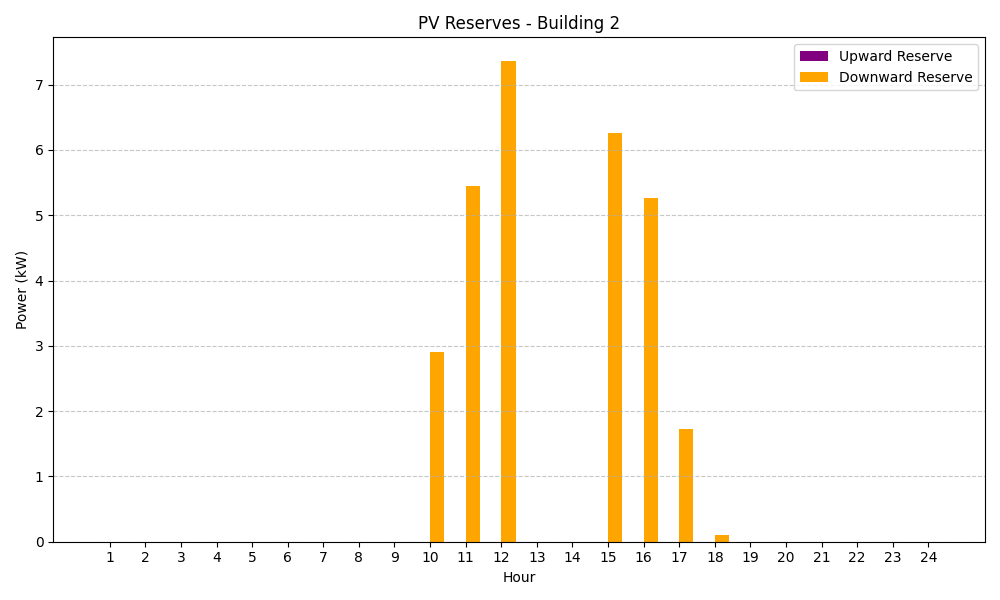 PV Reserves - Building 2
Upward Reserve
Downward Reserve
Power (kW)
7
6
5
4
3
2
1
0
1 2 3 4 5 6 7 8 9 10 11 12 13 14 15 16 17 18 19 20 21 22 23 24
Hour